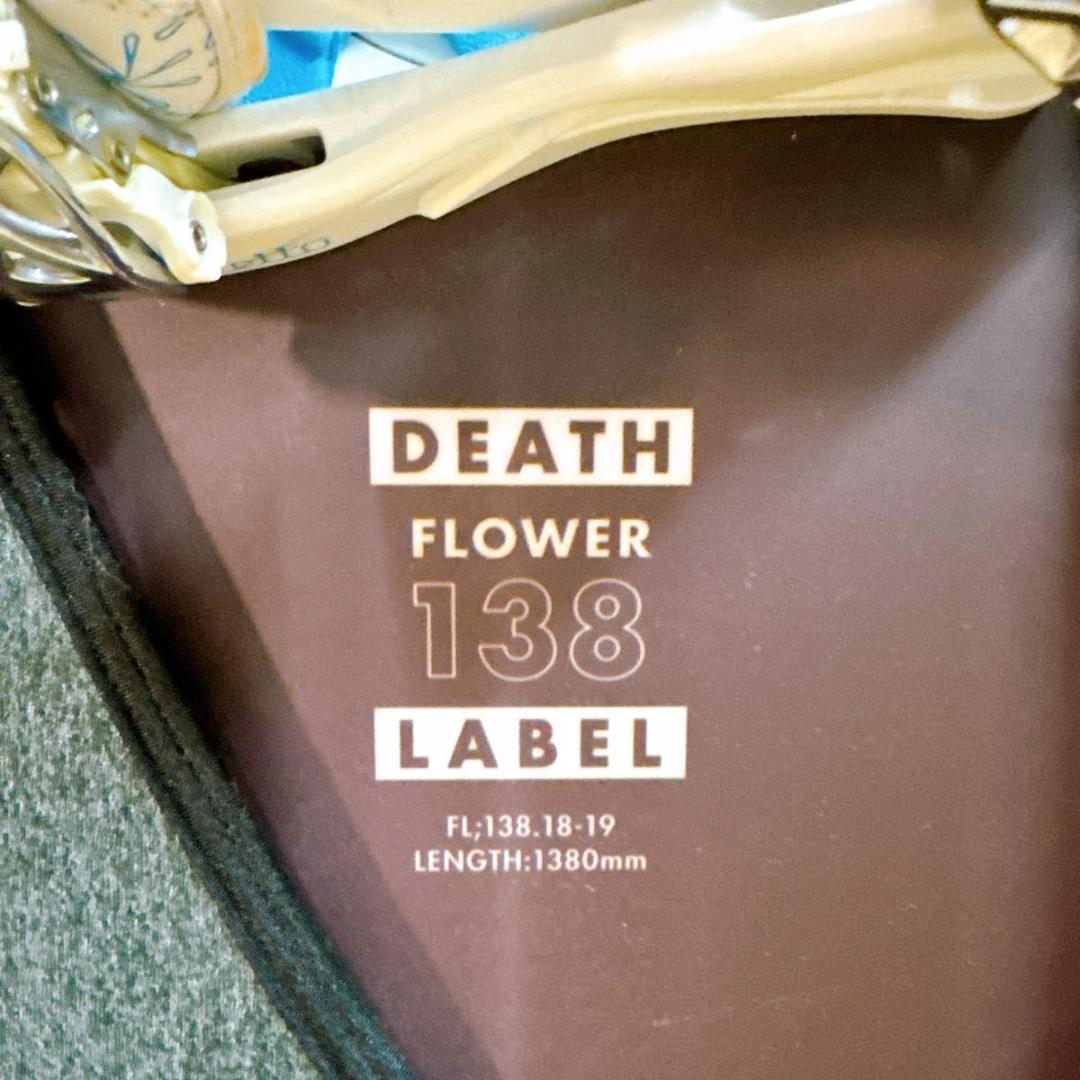 DEATH
FLOWER
138
LABEL
FL;138.18-19
LENGTH:1380mm